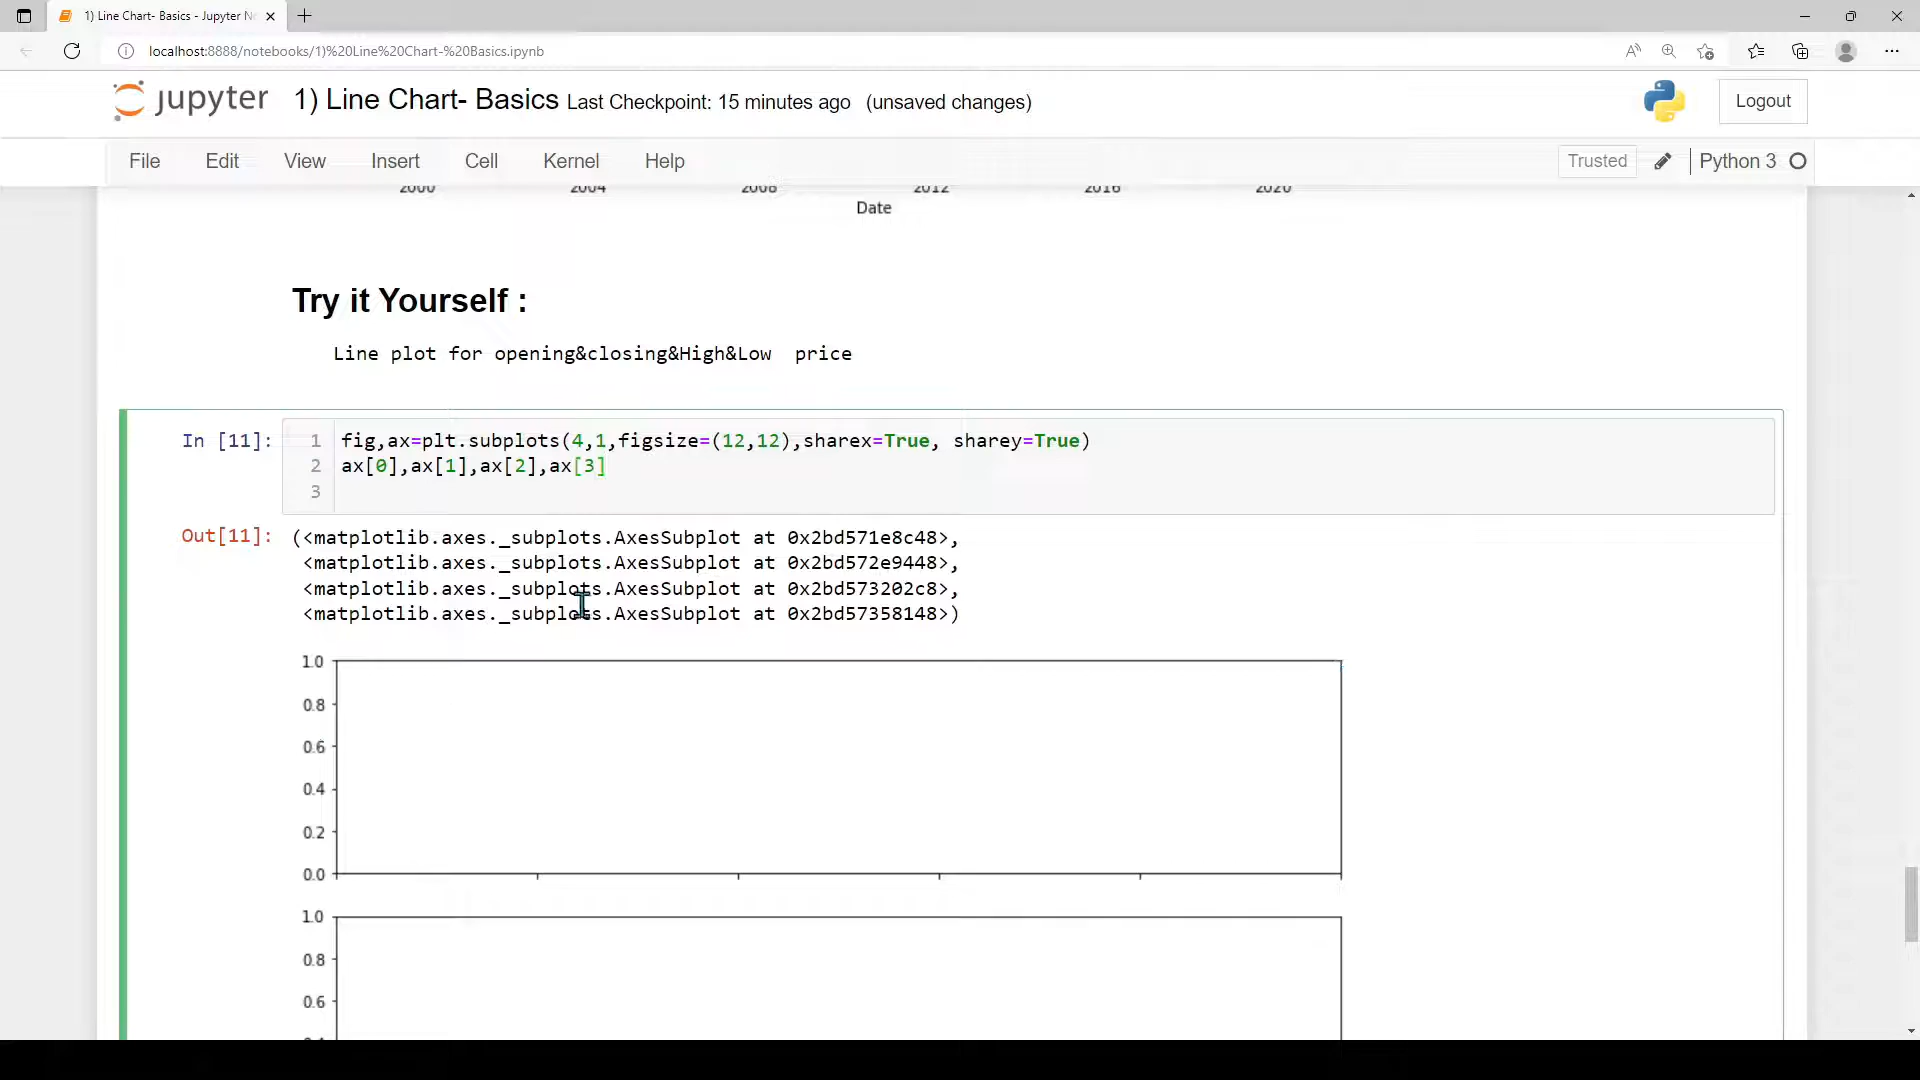 1) Line Chart- Basics - Jupyter N
localhost:8888/notebooks/1)%20Line%20Chart-%20Basics.ipynb
jupyter 1) Line Chart- Basics Last Checkpoint: 15 minutes ago (unsaved changes) Logout
File Edit View Insert Cell Kernel Help Trusted Python 3
2000 2004 2008 2012 2016 2020
Date
Try it Yourself :
Line plot for opening&closing&High&Low price
In [11]: 1 fig,ax=plt.subplots(4,1,figsize=(12,12),sharex=True, sharey=True)
2 ax[0],ax[1],ax[2],ax[3]
3
Out[11]: (<matplotlib.axes._subplots.AxesSubplot at 0x2bd571e8c48>,
<matplotlib.axes._subplots.AxesSubplot at 0x2bd572e9448>,
<matplotlib.axes._subplots.AxesSubplot at 0x2bd573202c8>,
<matplotlib.axes._subplots.AxesSubplot at 0x2bd57358148>)
1.0
0.8
0.6
0.4
0.2
0.0
1.0
0.8
0.6